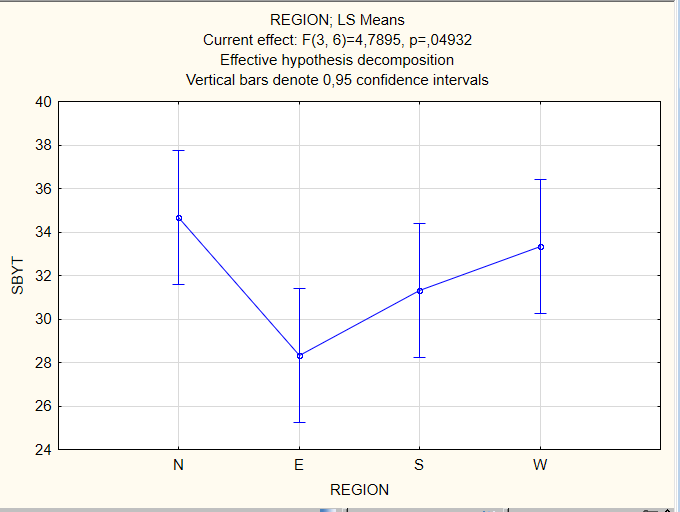 REGION; LS Means
Current effect: F(3, 6)=4,7895, p=,04932
Effective hypothesis decomposition
Vertical bars denote 0,95 confidence intervals
40
38
36
34
32
30
28
26
24
SBYT
N E S W
REGION